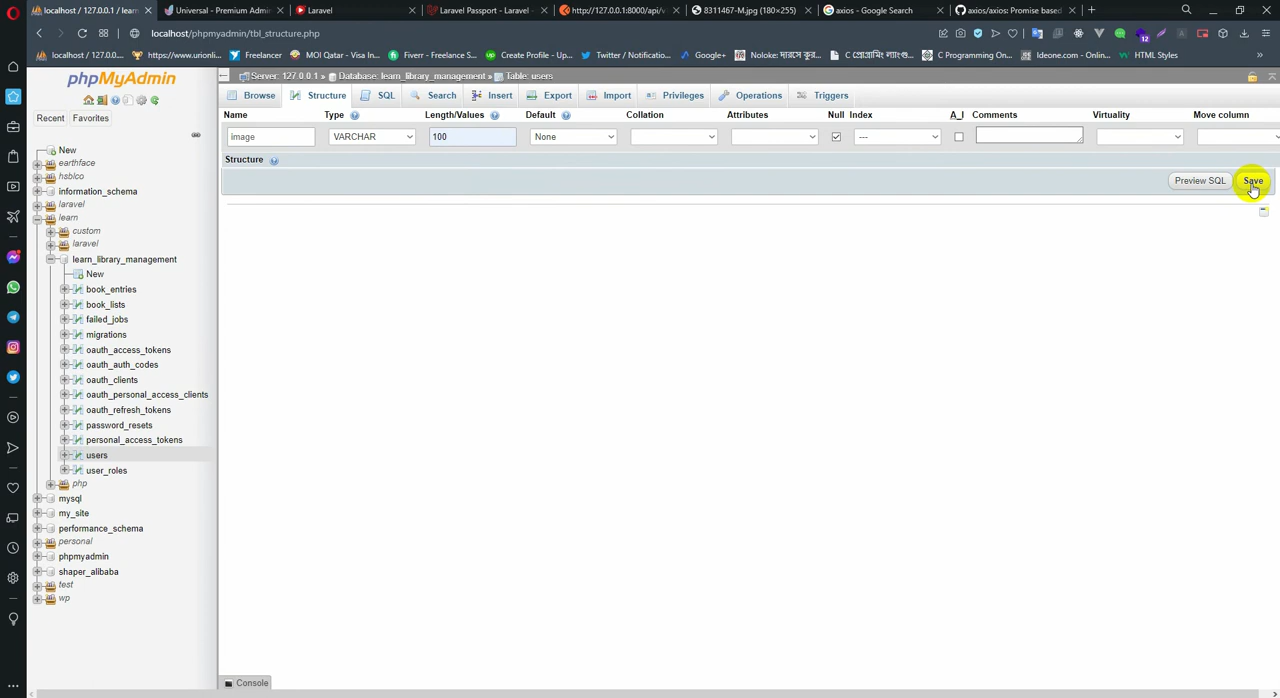 localhost / 127.0.0.1 / learn
Universal - Premium Admin
Laravel
Laravel Passport - Laravel -
http://127.0.0.1:8000/api/v
8311467-M.jpg (180×255)
axios - Google Search
axios/axios: Promise based
localhost/phpmyadmin/tbl_structure.php
localhost / 127.0.0....
https://www.urionli...
Freelancer
MOI Qatar - Visa In...
Fiverr - Freelance S...
Create Profile - Up...
Twitter / Notificatio...
Google+
C Programming On...
Ideone.com - Online...
HTML Styles
phpMyAdmin
Server: 127.0.0.1 » Database: learn_library_management » Table: users
Browse
Structure
SQL
Search
Insert
Export
Import
Privileges
Operations
Triggers
Recent
Favorites
Name
Type
Length/Values
Default
Collation
Attributes
Null
Index
A_I
Comments
Virtuality
Move column
image
VARCHAR
100
None
---
Structure
Preview SQL
Save
New
earthface
hsblco
information_schema
laravel
learn
custom
laravel
learn_library_management
New
book_entries
book_lists
failed_jobs
migrations
oauth_access_tokens
oauth_auth_codes
oauth_clients
oauth_personal_access_clients
oauth_refresh_tokens
password_resets
personal_access_tokens
users
user_roles
php
mysql
my_site
performance_schema
personal
phpmyadmin
shaper_alibaba
test
wp
Console